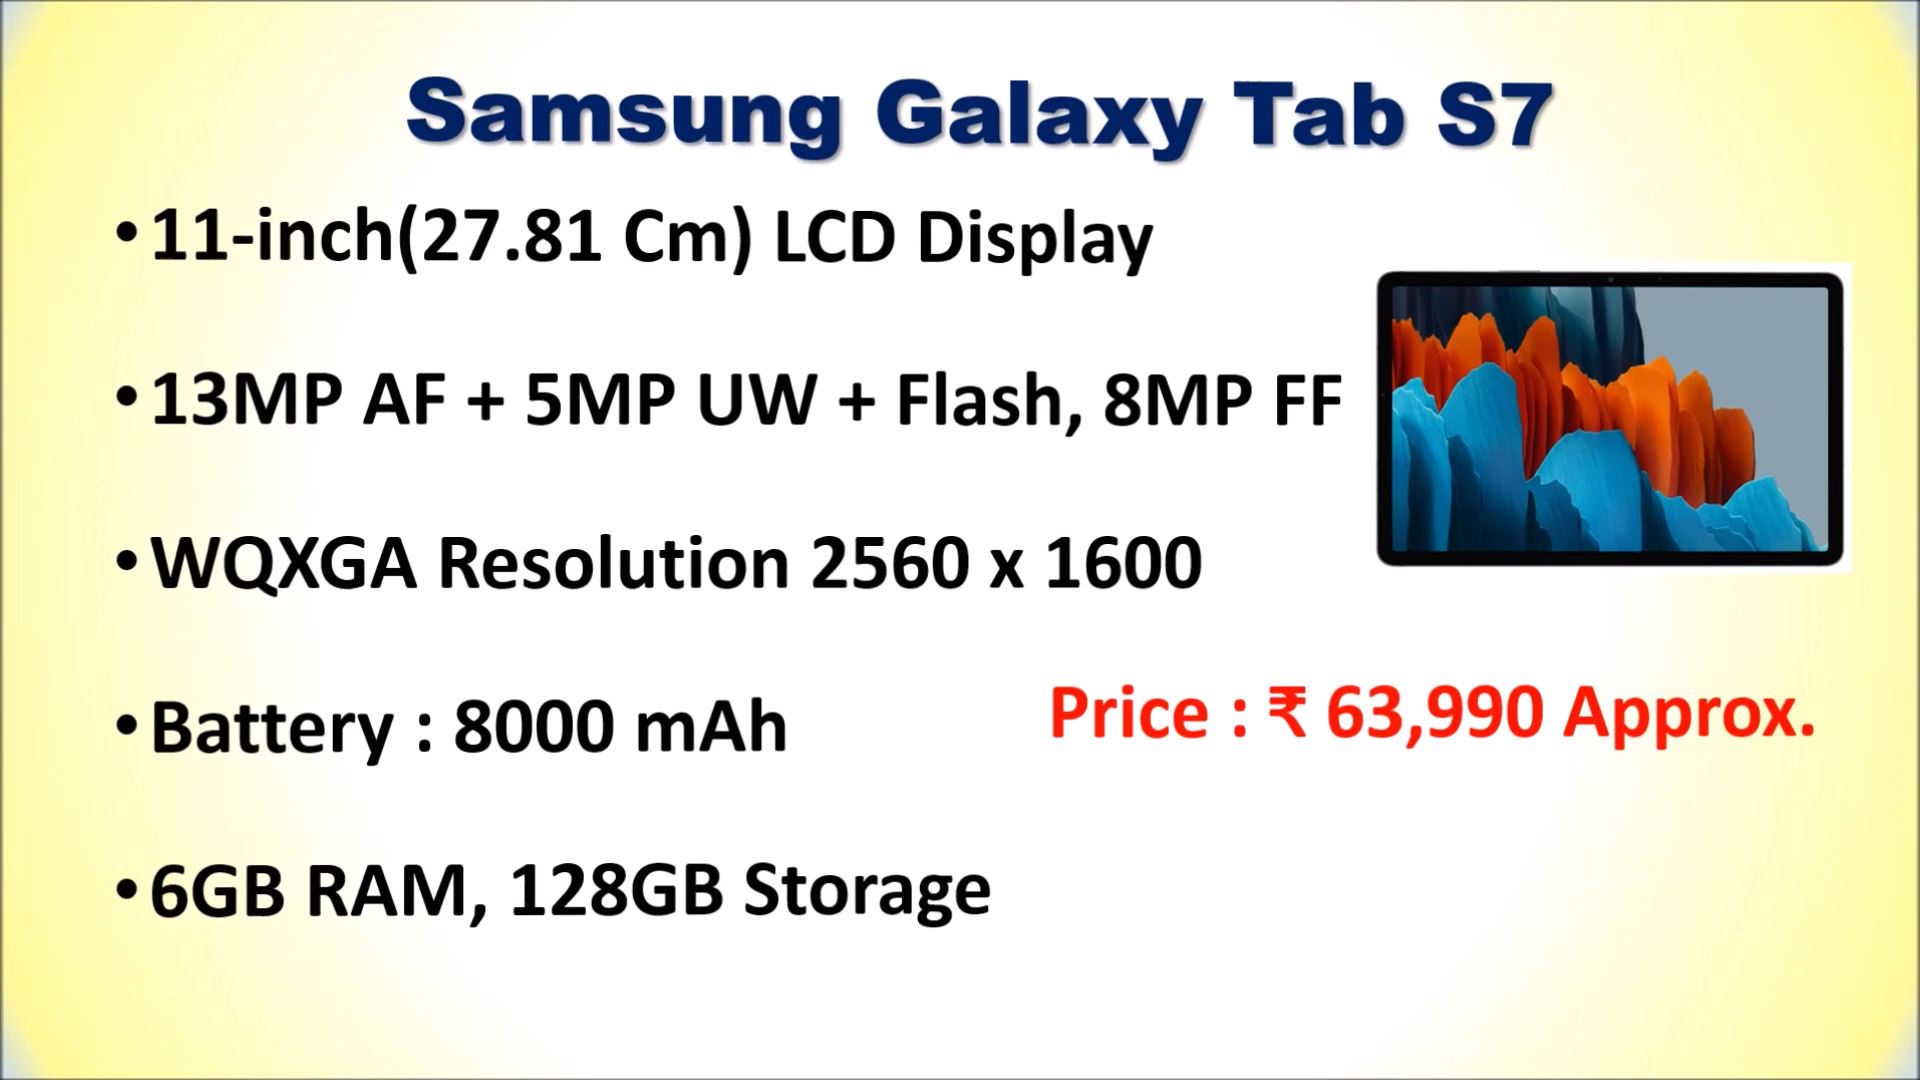 Samsung Galaxy Tab S7
•11-inch(27.81 Cm) LCD Display
•13MP AF + 5MP UW + Flash, 8MP FF
•WQXGA Resolution 2560 x 1600
•Battery : 8000 mAh
Price : ₹ 63,990 Approx.
•6GB RAM, 128GB Storage